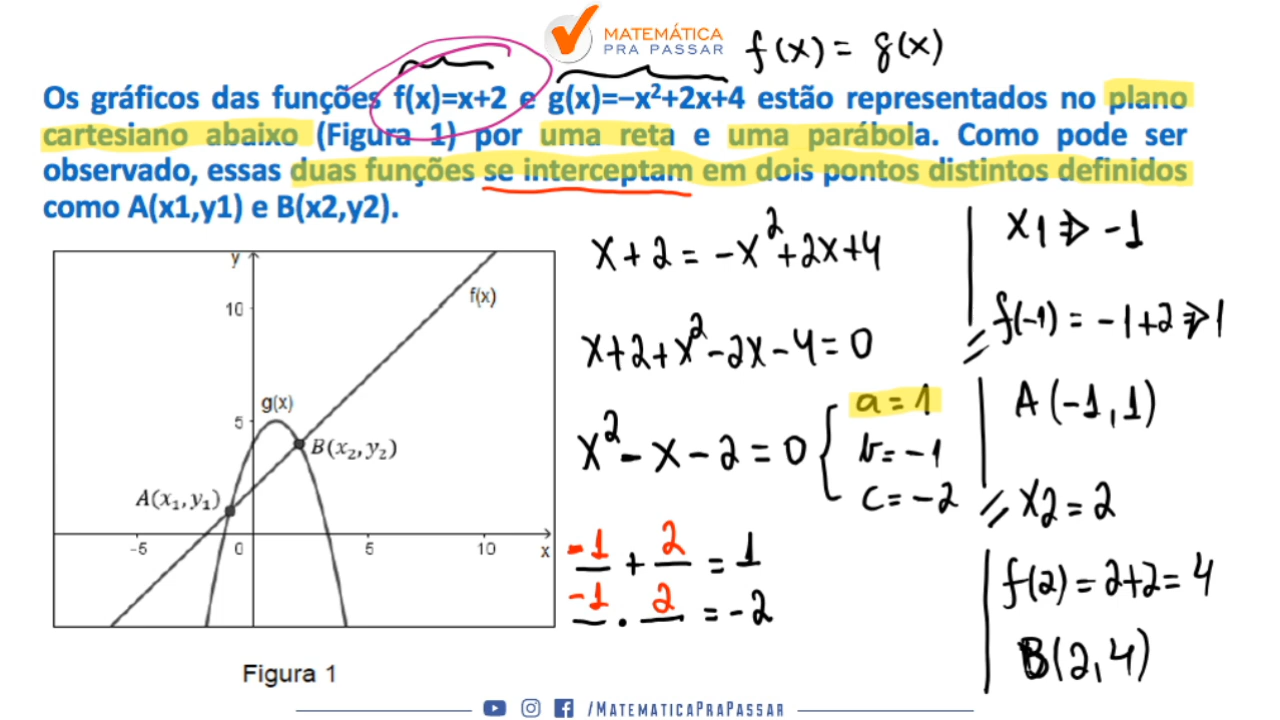 MATEMÁTICA
PRA PASSAR
f(x) = g(x)
Os gráficos das funções f(x)=x+2 e g(x)=–x²+2x+4 estão representados no plano
cartesiano abaixo (Figura 1) por uma reta e uma parábola. Como pode ser
observado, essas duas funções se interceptam em dois pontos distintos definidos
como A(x1,y1) e B(x2,y2).
y
10
f(x)
g(x)
5
B(x₂, y₂)
A(x₁, y₁)
-5
0
5
10
x
Figura 1
x + 2 = -x² + 2x + 4
x + 2 + x² - 2x - 4 = 0
x² - x - 2 = 0
a = 1
b = -1
c = -2
-1 + 2 = 1
-1 . 2 = -2
x1 ⇒ -1
f(-1) = -1+2 ⇒ 1
A(-1,1)
x2 = 2
f(2) = 2+2 = 4
B(2,4)
/MATEMATICAPRAPASSAR